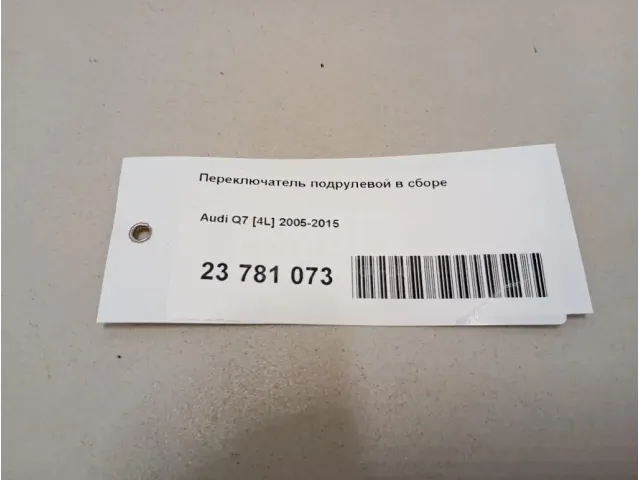 Переключатель подрулевой в сборе
Audi Q7 [4L] 2005-2015
23 781 073